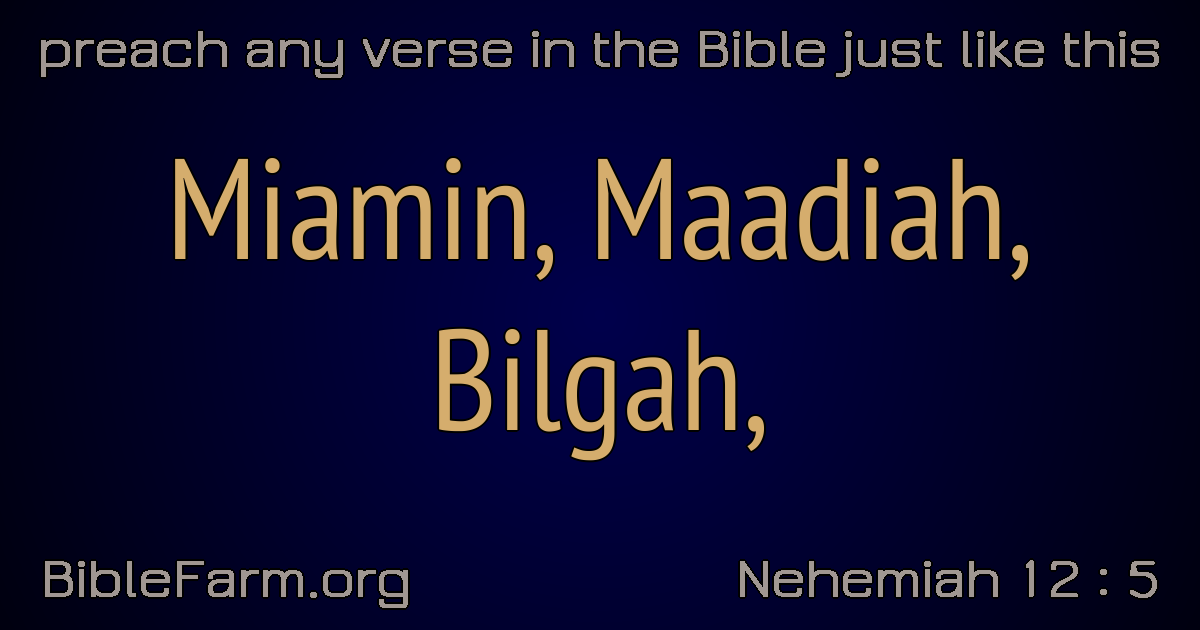 preach any verse in the Bible just like this
Miamin, Maadiah,
Bilgah,
BibleFarm.org
Nehemiah 12 : 5